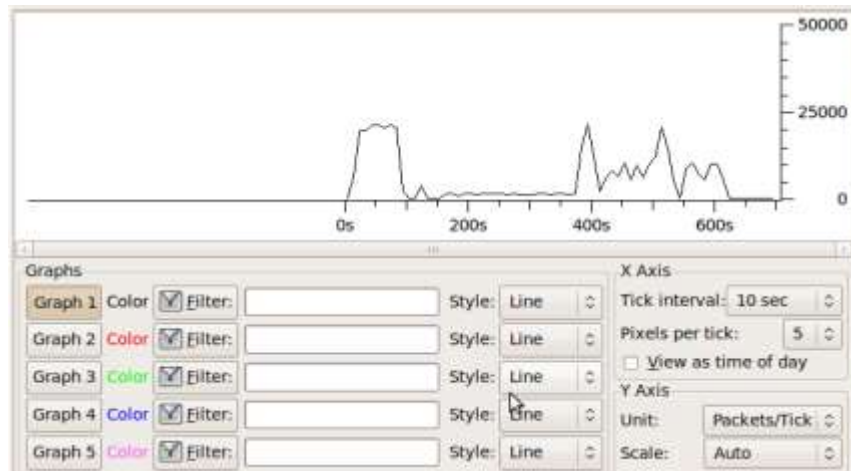 50000
25000
0
0s 200s 400s 600s
Graphs
Graph 1 Color Filter: Style: Line
Graph 2 Color Filter: Style: Line
Graph 3 Color Filter: Style: Line
Graph 4 Color Filter: Style: Line
Graph 5 Color Filter: Style: Line
X Axis
Tick interval: 10 sec
Pixels per tick: 5
View as time of day
Y Axis
Unit: Packets/Tick
Scale: Auto